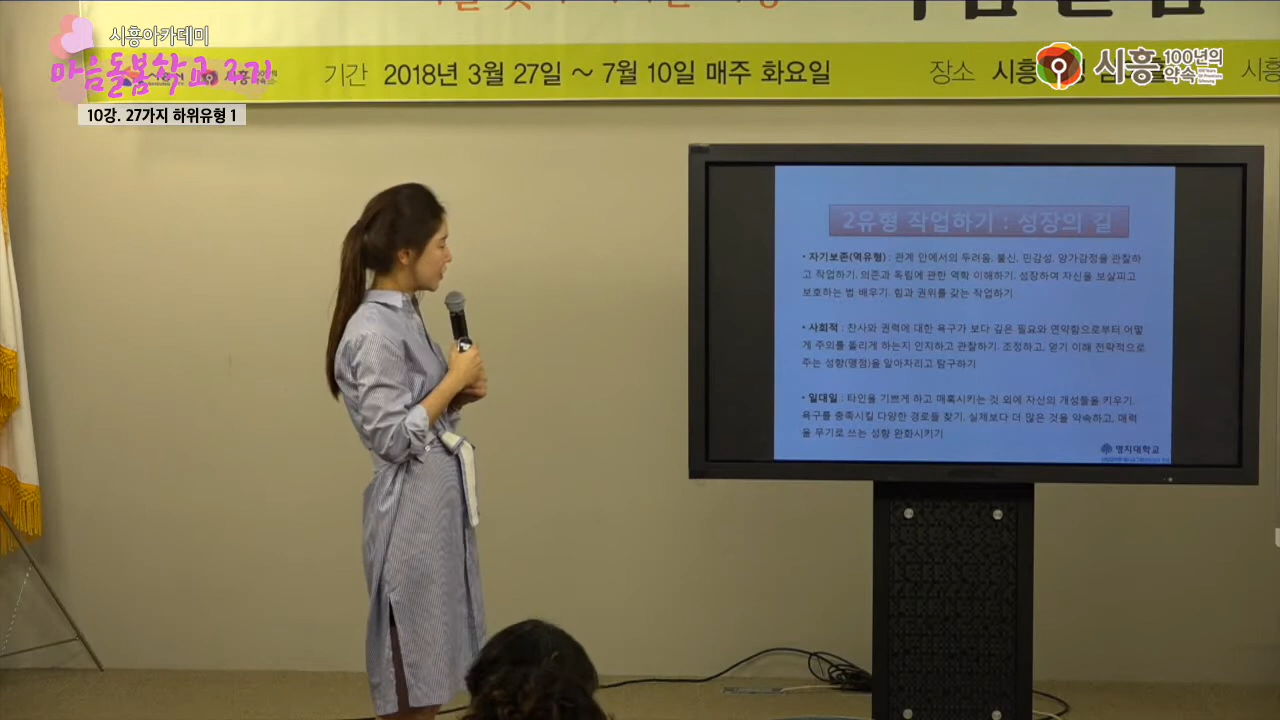 시흥아카데미
마음돌봄학교 2기
10강. 27가지 하위유형 1
기간 2018년 3월 27일 ~ 7월 10일 매주 화요일
장소 시흥
시흥
시흥 100년의
약속
2유형 작업하기 : 성장의 길
• 자기보존(역유형) : 관계 안에서의 두려움, 불신, 민감성, 양가감정을 관찰하
고 작업하기. 의존과 독립에 관한 역학 이해하기. 성장하여 자신을 보살피고
보호하는 법 배우기. 힘과 권위를 갖는 작업하기
• 사회적 : 찬사와 권력에 대한 욕구가 보다 깊은 필요와 연약함으로부터 어떻
게 주의를 돌리게 하는지 인지하고 관찰하기. 조정하고, 얻기 이해 전략적으로
주는 성향(맹점)을 알아차리고 탐구하기
• 일대일 : 타인을 기쁘게 하고 매혹시키는 것 외에 자신의 개성들을 키우기.
욕구를 충족시킬 다양한 경로를 찾기. 실제보다 더 많은 것을 약속하고, 매력
을 무기로 쓰는 성향 완화시키기
명지대학교